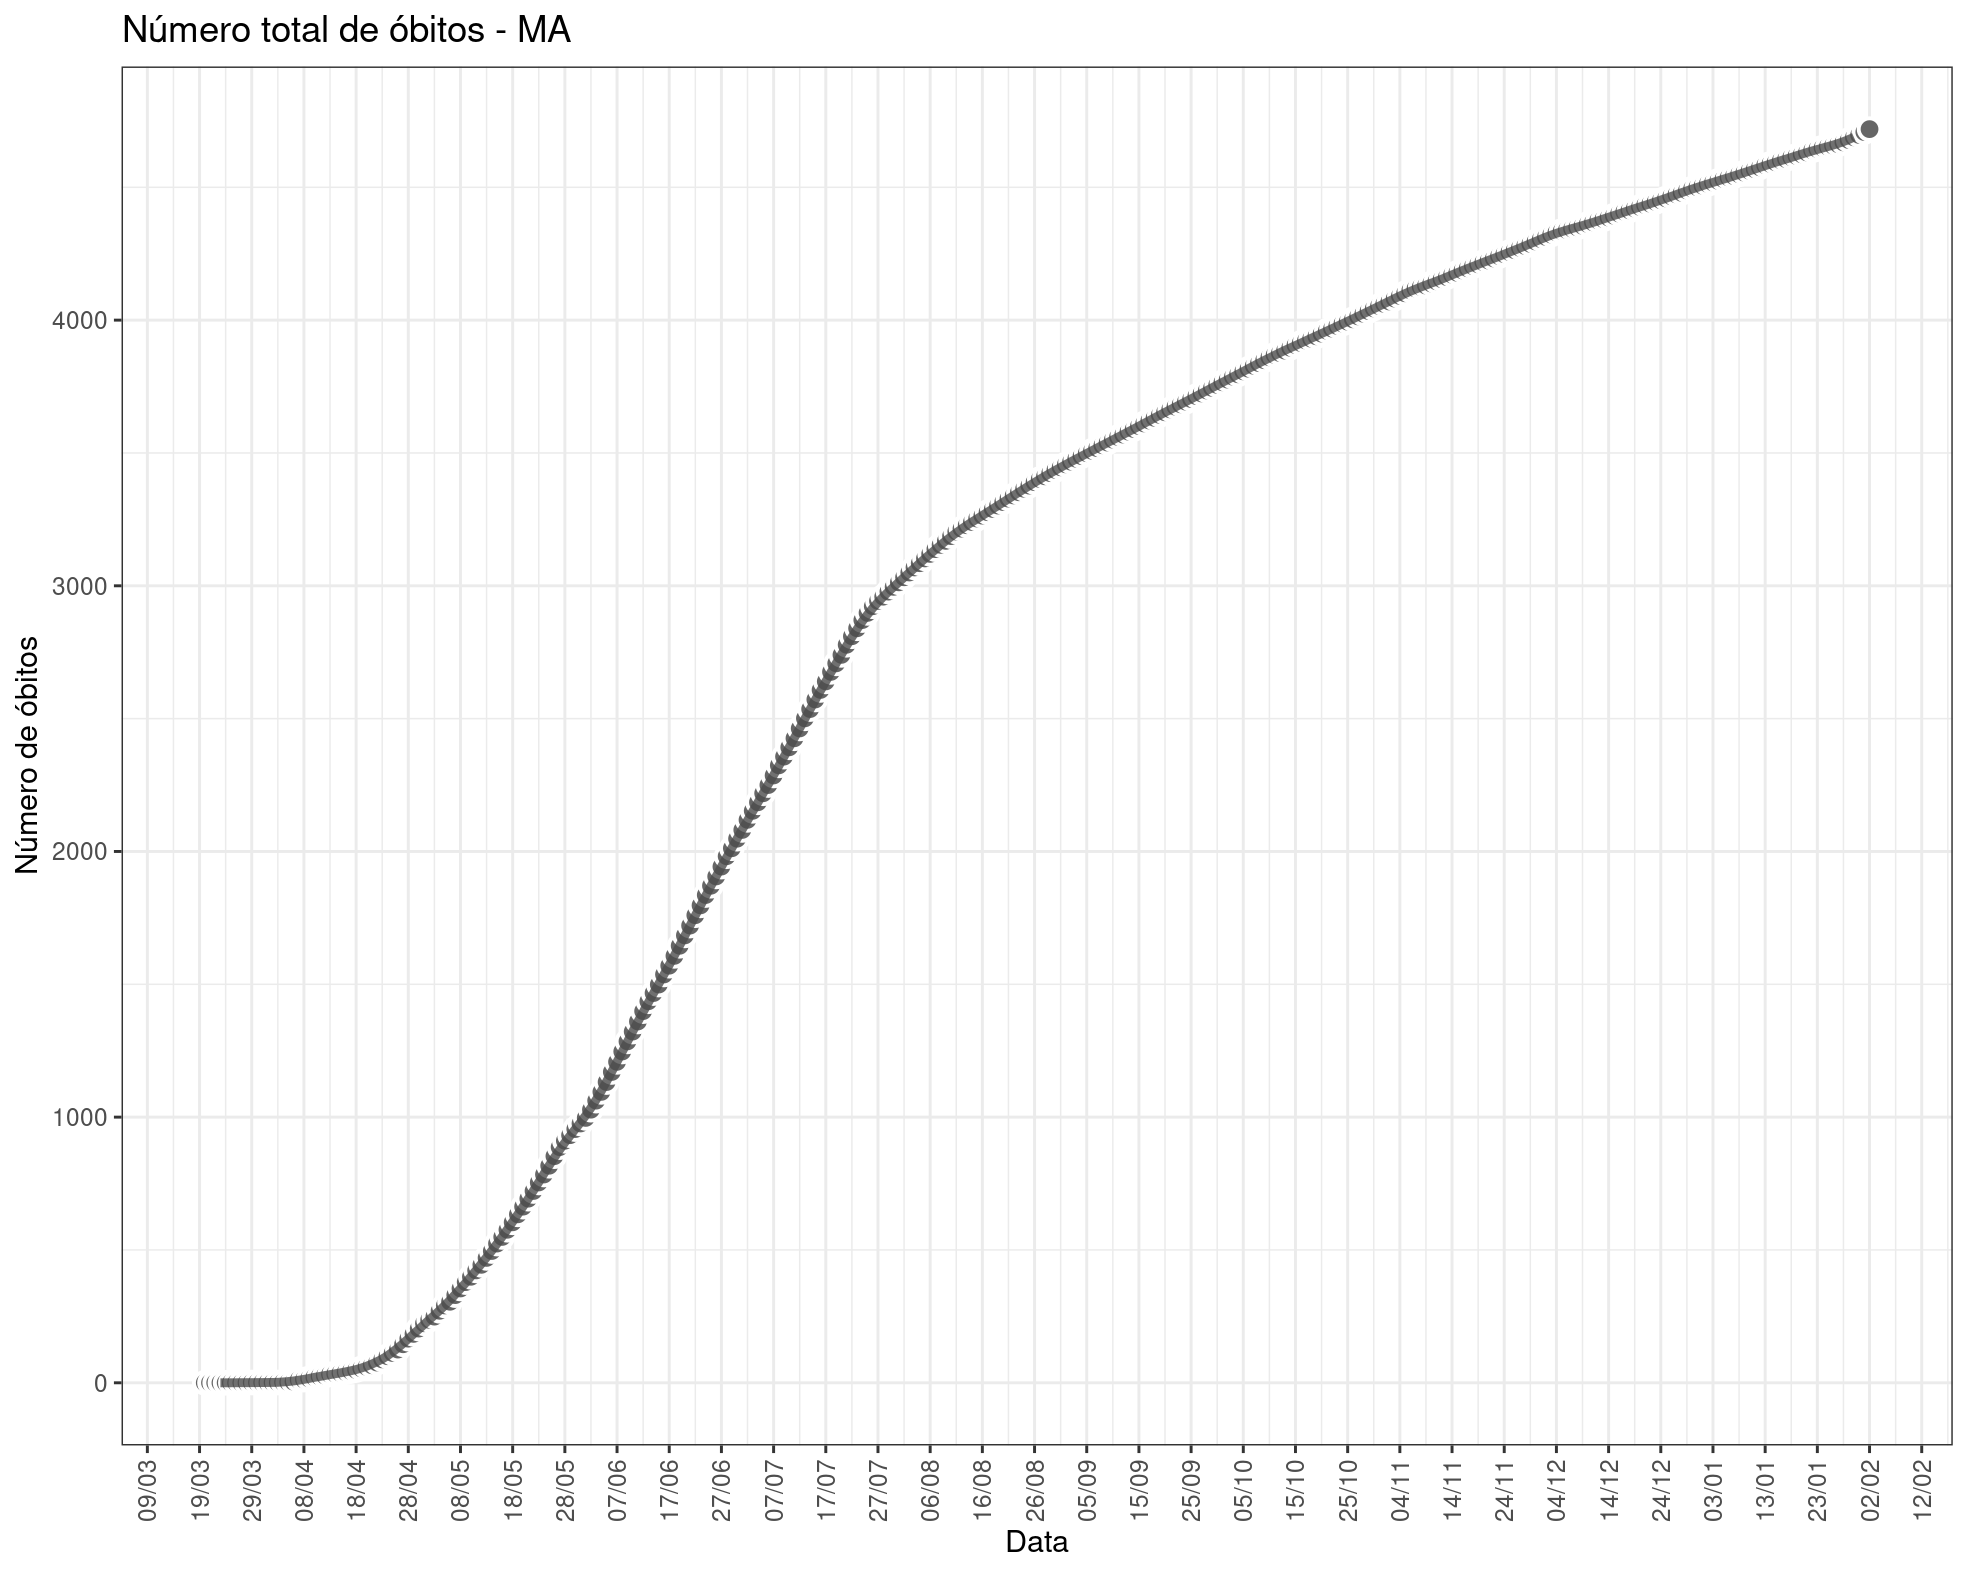 Número total de óbitos - MA
Número de óbitos
4000
3000
2000
1000
0
09/03 19/03 29/03 08/04 18/04 28/04 08/05 18/05 28/05 07/06 17/06 27/06 07/07 17/07 27/07 06/08 16/08 26/08 05/09 15/09 25/09 05/10 15/10 25/10 04/11 14/11 24/11 04/12 14/12 24/12 03/01 13/01 23/01 02/02 12/02
Data